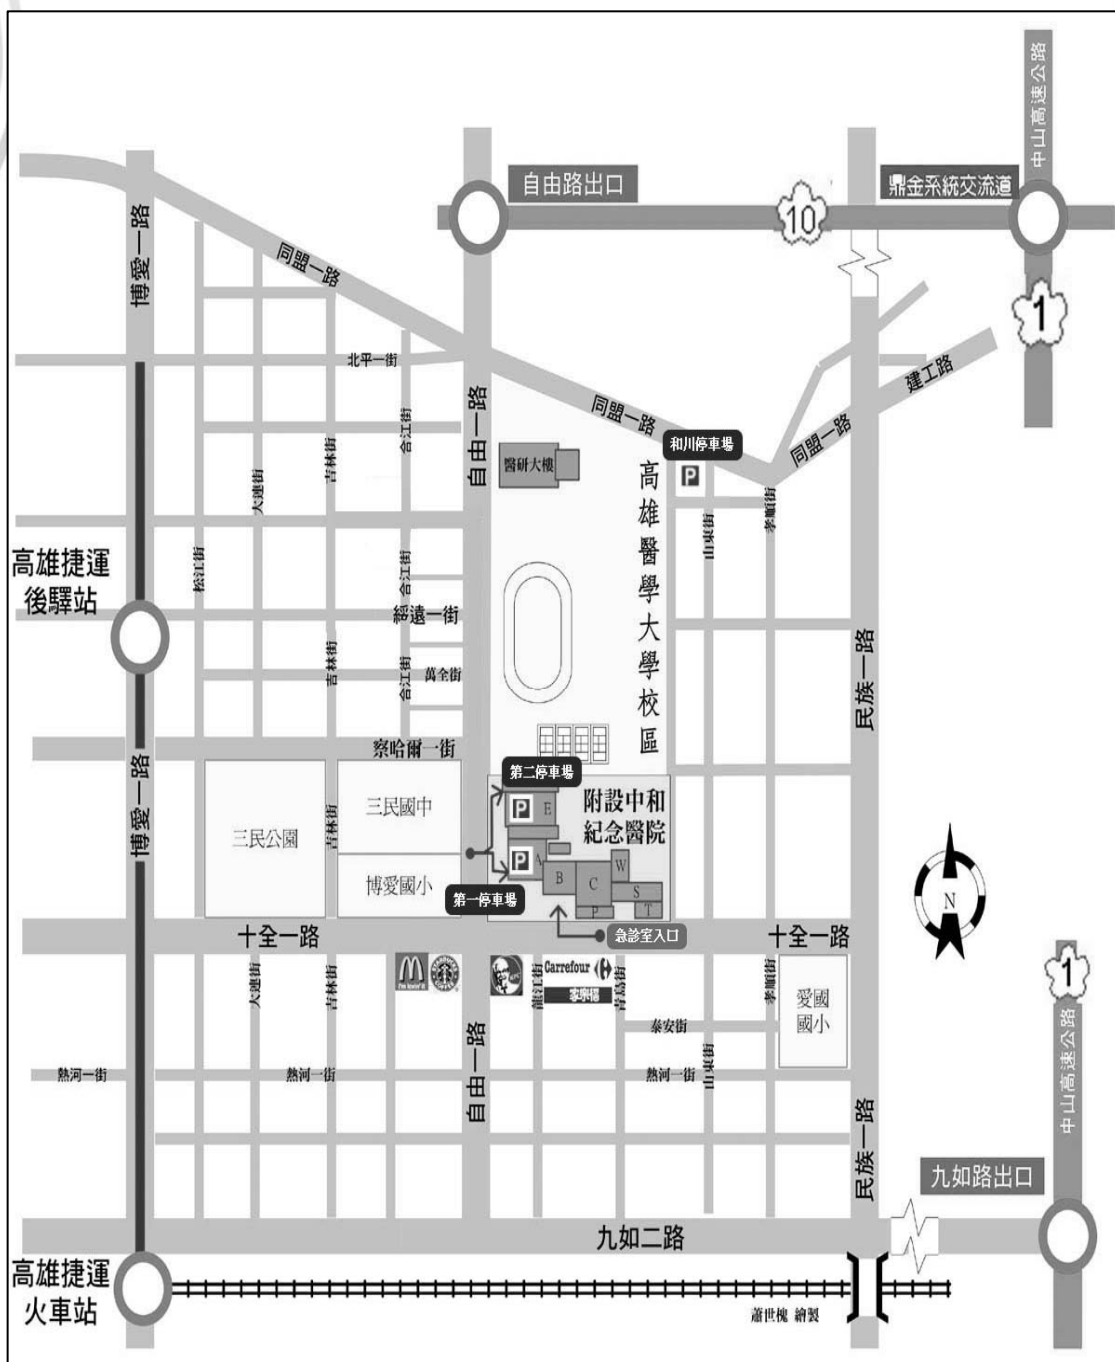 中山高速公路
自由路出口
鼎金系統交流道
10
博愛一路
同盟一路
1
北平一街
建工路
自由一路
同盟一路
合江街
同盟一路
和川停車場
P
醫研大樓
吉林街
大連街
高雄醫學大學校區
孝順街
山東街
高雄捷運
後驛站
松江街
合江街
綏遠一街
吉林街
合江街
萬全街
民族一路
察哈爾一街
博愛一路
第二停車場
P
E
附設中和
紀念醫院
三民公園
吉林街
三民國中
博愛國小
P
A
B
C
W
S
P
T
N
第一停車場
急診室入口
十全一路
十全一路
大連街
吉林街
M
KFC
龍江街
Carrefour
家樂福
青島街
孝順街
愛國
國小
泰安街
1
中山高速公路
熱河一街
熱河一街
自由一路
熱河一街
山東街
民族一路
九如路出口
九如二路
高雄捷運
火車站
蕭世槐 繪製